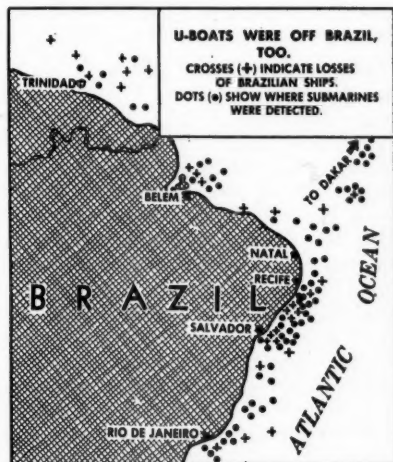 U-BOATS WERE OFF BRAZIL,
TOO.
CROSSES (+) INDICATE LOSSES
OF BRAZILIAN SHIPS.
DOTS (•) SHOW WHERE SUBMARINES
WERE DETECTED.
TRINIDAD
TO DAKAR
BELEM
NATAL
RECIFE
BRAZIL
SALVADOR
RIO DE JANEIRO
ATLANTIC
OCEAN